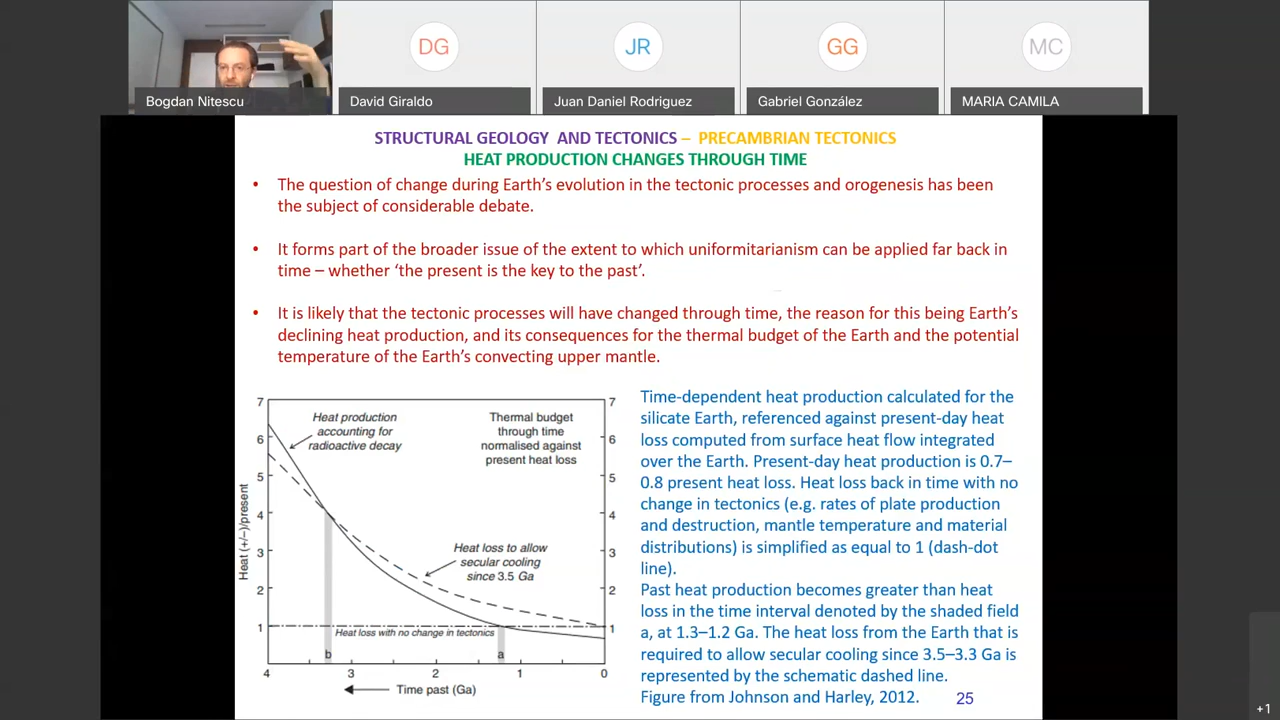 DG
JR
GG
MC
Bogdan Nitescu
David Giraldo
Juan Daniel Rodriguez
Gabriel González
MARIA CAMILA
STRUCTURAL GEOLOGY AND TECTONICS – PRECAMBRIAN TECTONICS
HEAT PRODUCTION CHANGES THROUGH TIME
• The question of change during Earth's evolution in the tectonic processes and orogenesis has been
the subject of considerable debate.
• It forms part of the broader issue of the extent to which uniformitarianism can be applied far back in
time – whether 'the present is the key to the past'.
• It is likely that the tectonic processes will have changed through time, the reason for this being Earth's
declining heat production, and its consequences for the thermal budget of the Earth and the potential
temperature of the Earth's convecting upper mantle.
7
6
5
4
3
2
1
Heat (+/–)/present
Heat production
accounting for
radioactive decay
Thermal budget
through time
normalised against
present heat loss
Heat loss to allow
secular cooling
since 3.5 Ga
Heat loss with no change in tectonics
b
a
7
6
5
4
3
2
1
4
3
2
1
0
Time past (Ga)
Time-dependent heat production calculated for the
silicate Earth, referenced against present-day heat
loss computed from surface heat flow integrated
over the Earth. Present-day heat production is 0.7–
0.8 present heat loss. Heat loss back in time with no
change in tectonics (e.g. rates of plate production
and destruction, mantle temperature and material
distributions) is simplified as equal to 1 (dash-dot
line).
Past heat production becomes greater than heat
loss in the time interval denoted by the shaded field
a, at 1.3–1.2 Ga. The heat loss from the Earth that is
required to allow secular cooling since 3.5–3.3 Ga is
represented by the schematic dashed line.
Figure from Johnson and Harley, 2012.
25
+1